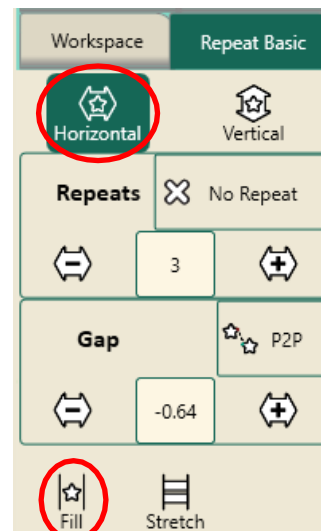 Workspace Repeat Basic
Horizontal Vertical
Repeats No Repeat
3
Gap P2P
-0.64
Fill Stretch